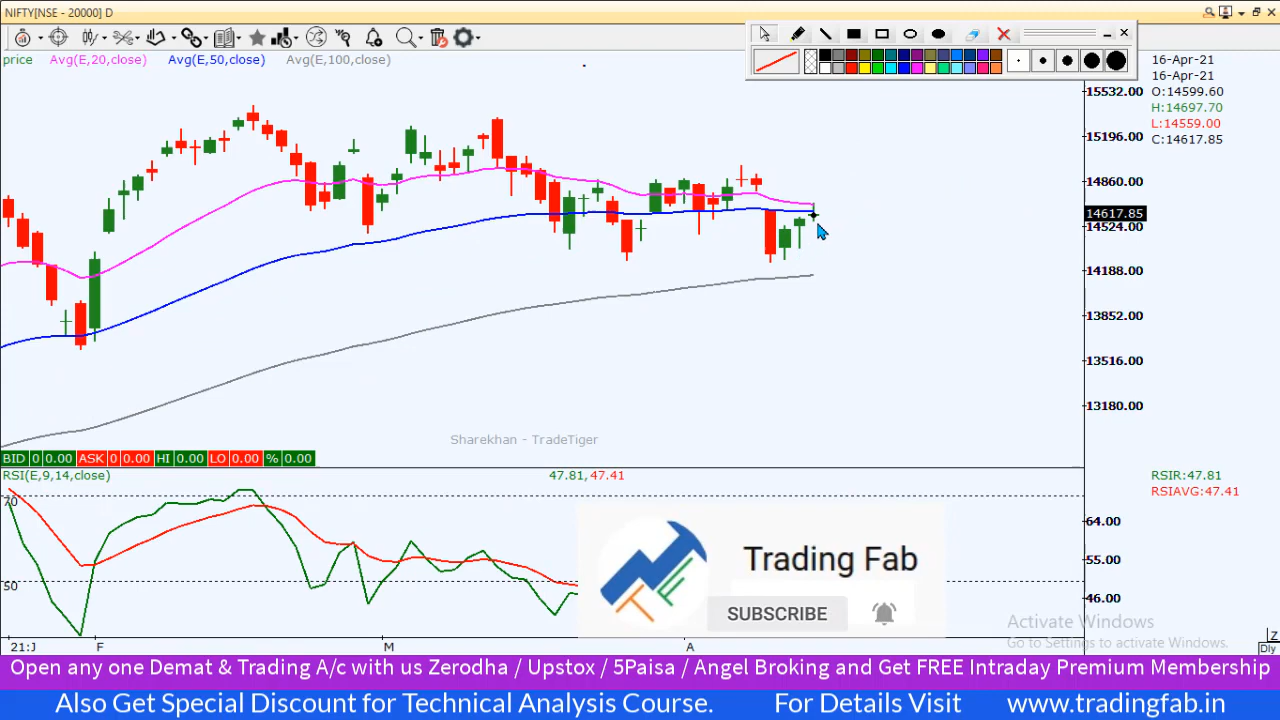 NIFTY[NSE - 20000] D
price Avg(E,20,close) Avg(E,50,close) Avg(E,100,close)
16-Apr-21
16-Apr-21
O:14599.60
H:14697.70
L:14559.00
C:14617.85
15532.00
15196.00
14860.00
14617.85
14524.00
14188.00
13852.00
13516.00
13180.00
Sharekhan - TradeTiger
BID 0 0.00 ASK 0 0.00 HI 0.00 LO 0.00 % 0.00
RSI(E,9,14,close) 47.81, 47.41
RSIR:47.81
RSIAVG:47.41
70
64.00
55.00
50
46.00
Trading Fab
SUBSCRIBE
Activate Windows
Go to Settings to activate Windows.
21:J F M A
Z
Dly
Open any one Demat & Trading A/c with us Zerodha / Upstox / 5Paisa / Angel Broking and Get FREE Intraday Premium Membership
Also Get Special Discount for Technical Analysis Course. For Details Visit www.tradingfab.in